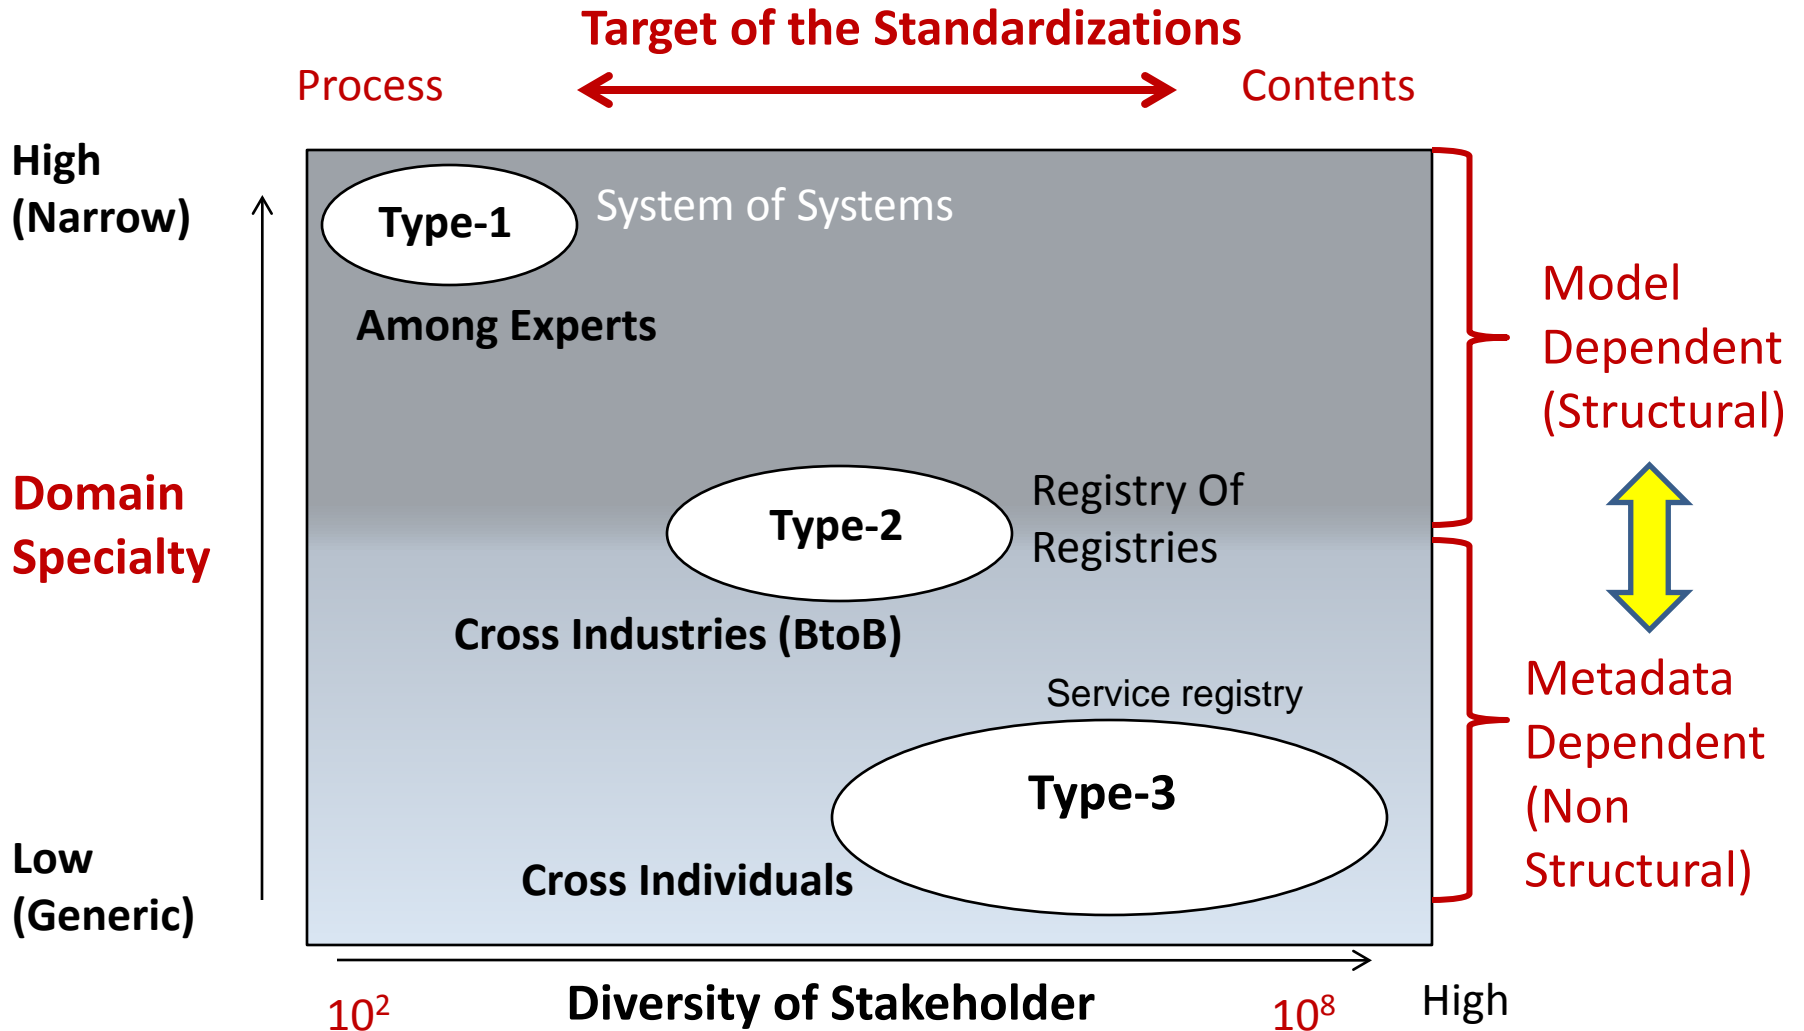 Target of the Standardizations
Process
Contents
High
(Narrow)
Type-1
System of Systems
Among Experts
Model
Dependent
(Structural)
Domain
Specialty
Type-2
Registry Of
Registries
Cross Industries (BtoB)
Service registry
Type-3
Cross Individuals
Metadata
Dependent
(Non
Structural)
Low
(Generic)
10²
Diversity of Stakeholder
10⁸
High